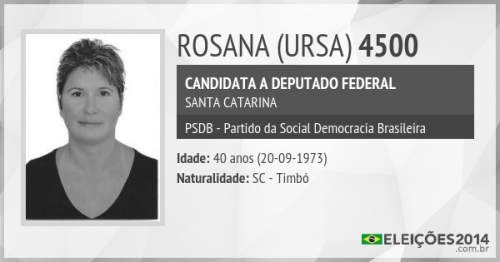 ROSANA (URSA) 4500
CANDIDATA A DEPUTADO FEDERAL
SANTA CATARINA
PSDB - Partido da Social Democracia Brasileira
Idade: 40 anos (20-09-1973)
Naturalidade: SC - Timbó
ELEIÇÕES2014
.com.br